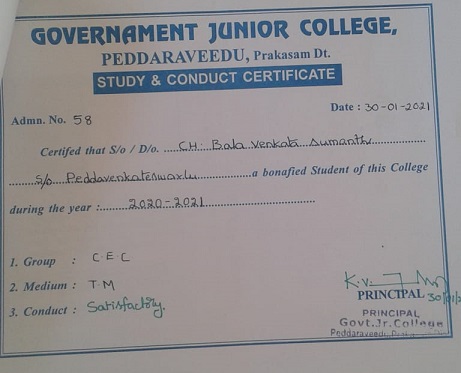 GOVERNAMENT JUNIOR COLLEGE,
PEDDARAVEEDU, Prakasam Dt.
STUDY & CONDUCT CERTIFICATE
Admn. No. 58
Date : 30-01-2021
Certifed that S/o / D/o. CH. Bala Venkata Sumanth
S/o Peddavenkateswarlu a bonafied Student of this College
during the year : 2020-2021
1. Group : C.E.C
2. Medium : T.M
3. Conduct : Satisfactory.
PRINCIPAL
PRINCIPAL
Govt.Jr.College
Peddaraveedu